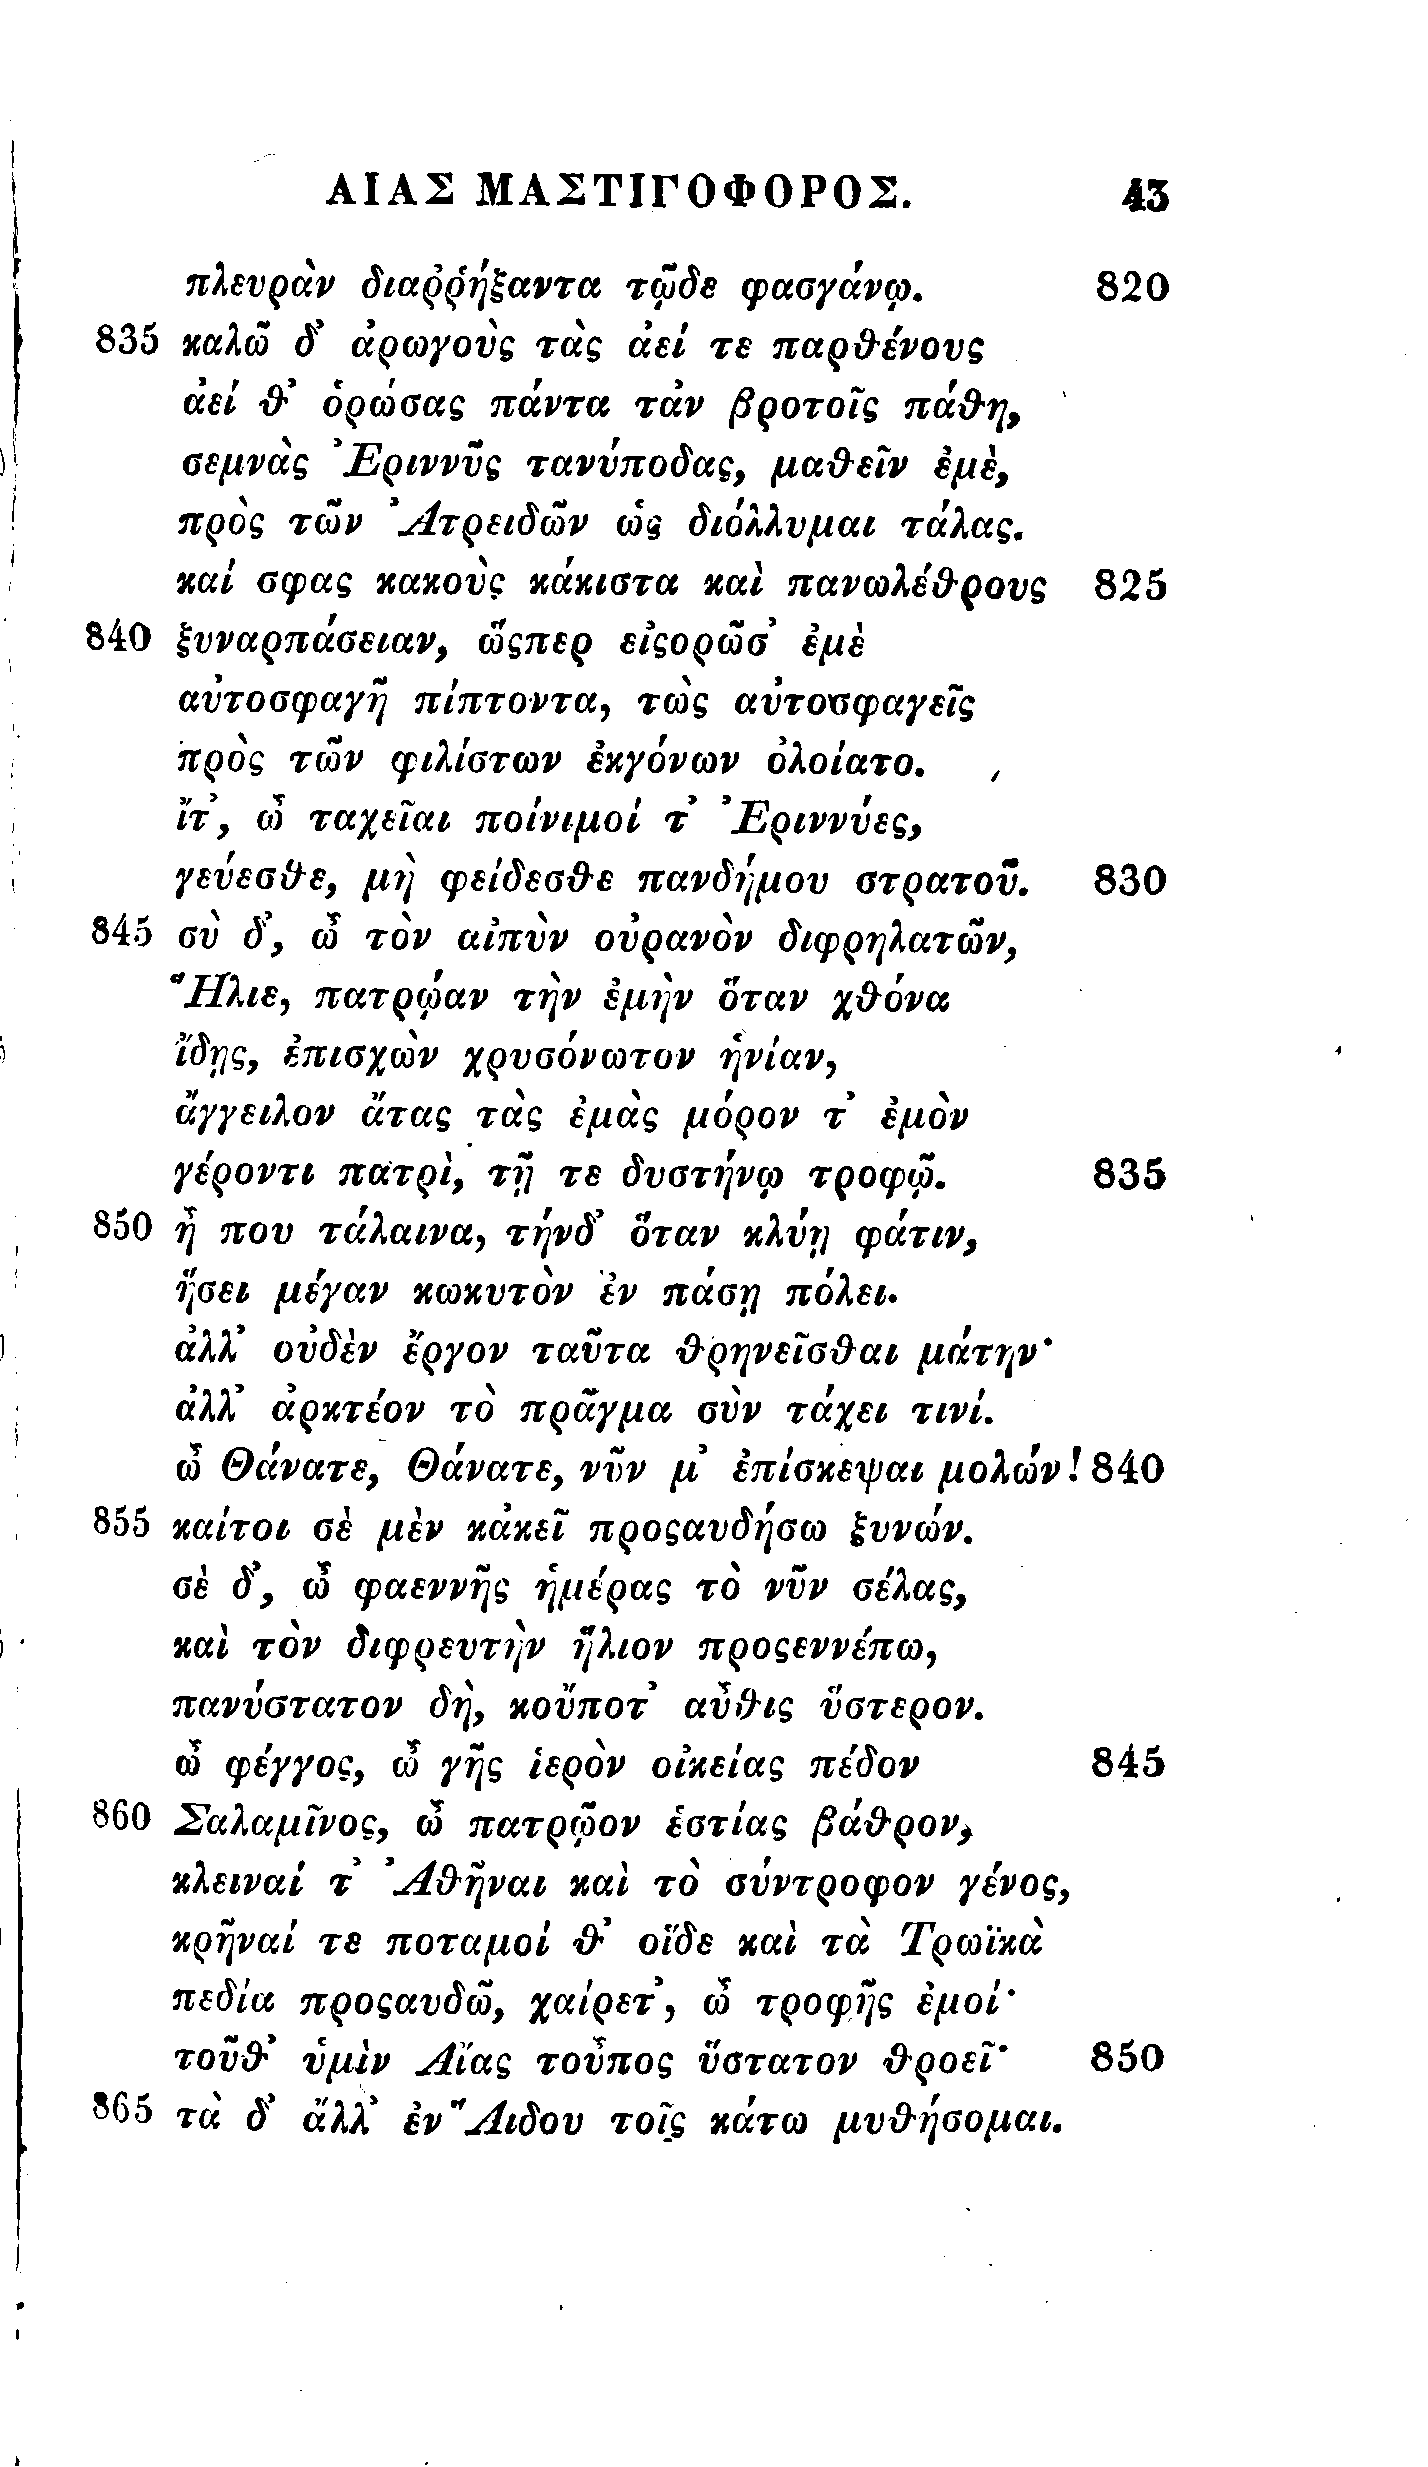 ΑΙΑΣ ΜΑΣΤΙΓΟΦΟΡΟΣ. 43
πλευρὰν διαῤῥήξαντα τῷδε φασγάνῳ. 820
835 καλῶ δ᾽ ἀρωγοὺς τὰς ἀεί τε παρθένους
ἀεί θ᾽ ὁρώσας πάντα τἀν βροτοῖς πάθη,
σεμνὰς Ἐριννῦς τανύποδας, μαθεῖν ἐμὲ,
πρὸς τῶν Ἀτρειδῶν ὡς διόλλυμαι τάλας.
καί σφας κακοὺς κάκιστα καὶ πανωλέθρους 825
840 ξυναρπάσειαν, ὥςπερ εἰςορῶσ᾽ ἐμὲ
αὐτοσφαγῆ πίπτοντα, τὼς αὐτοσφαγεῖς
πρὸς τῶν φιλίστων ἐκγόνων ὀλοίατο.
ἴτ᾽, ὦ ταχεῖαι ποίνιμοί τ᾽ Ἐριννύες,
γεύεσθε, μὴ φείδεσθε πανδήμου στρατοῦ. 830
845 σὺ δ᾽, ὦ τὸν αἰπὺν οὐρανὸν διφρηλατῶν,
Ἥλιε, πατρῴαν τὴν ἐμὴν ὅταν χθόνα
ἴδῃς, ἐπισχὼν χρυσόνωτον ἡνίαν,
ἄγγειλον ἄτας τὰς ἐμὰς μόρον τ᾽ ἐμὸν
γέροντι πατρὶ, τῇ τε δυστήνῳ τροφῷ. 835
850 ἦ που τάλαινα, τήνδ᾽ ὅταν κλύῃ φάτιν,
ἥσει μέγαν κωκυτὸν ἐν πάσῃ πόλει.
ἀλλ᾽ οὐδὲν ἔργον ταῦτα θρηνεῖσθαι μάτην·
ἀλλ᾽ ἀρκτέον τὸ πρᾶγμα σὺν τάχει τινί.
ὦ Θάνατε, Θάνατε, νῦν μ᾽ ἐπίσκεψαι μολών! 840
855 καίτοι σὲ μὲν κἀκεῖ προςαυδήσω ξυνών.
σὲ δ᾽, ὦ φαεννῆς ἡμέρας τὸ νῦν σέλας,
καὶ τὸν διφρευτὴν ἥλιον προςεννέπω,
πανύστατον δὴ, κοὔποτ᾽ αὖθις ὕστερον.
ὦ φέγγος, ὦ γῆς ἱερὸν οἰκείας πέδον 845
860 Σαλαμῖνος, ὦ πατρῷον ἑστίας βάθρον,
κλειναί τ᾽ Ἀθῆναι καὶ τὸ σύντροφον γένος,
κρῆναί τε ποταμοί θ᾽ οἵδε καὶ τὰ Τρωϊκὰ
πεδία προςαυδῶ, χαίρετ᾽, ὦ τροφῆς ἐμοί·
τοῦθ᾽ ὑμὶν Αἴας τοὖπος ὕστατον θροεῖ· 850
865 τὰ δ᾽ ἄλλ᾽ ἐν Ἅιδου τοῖς κάτω μυθήσομαι.